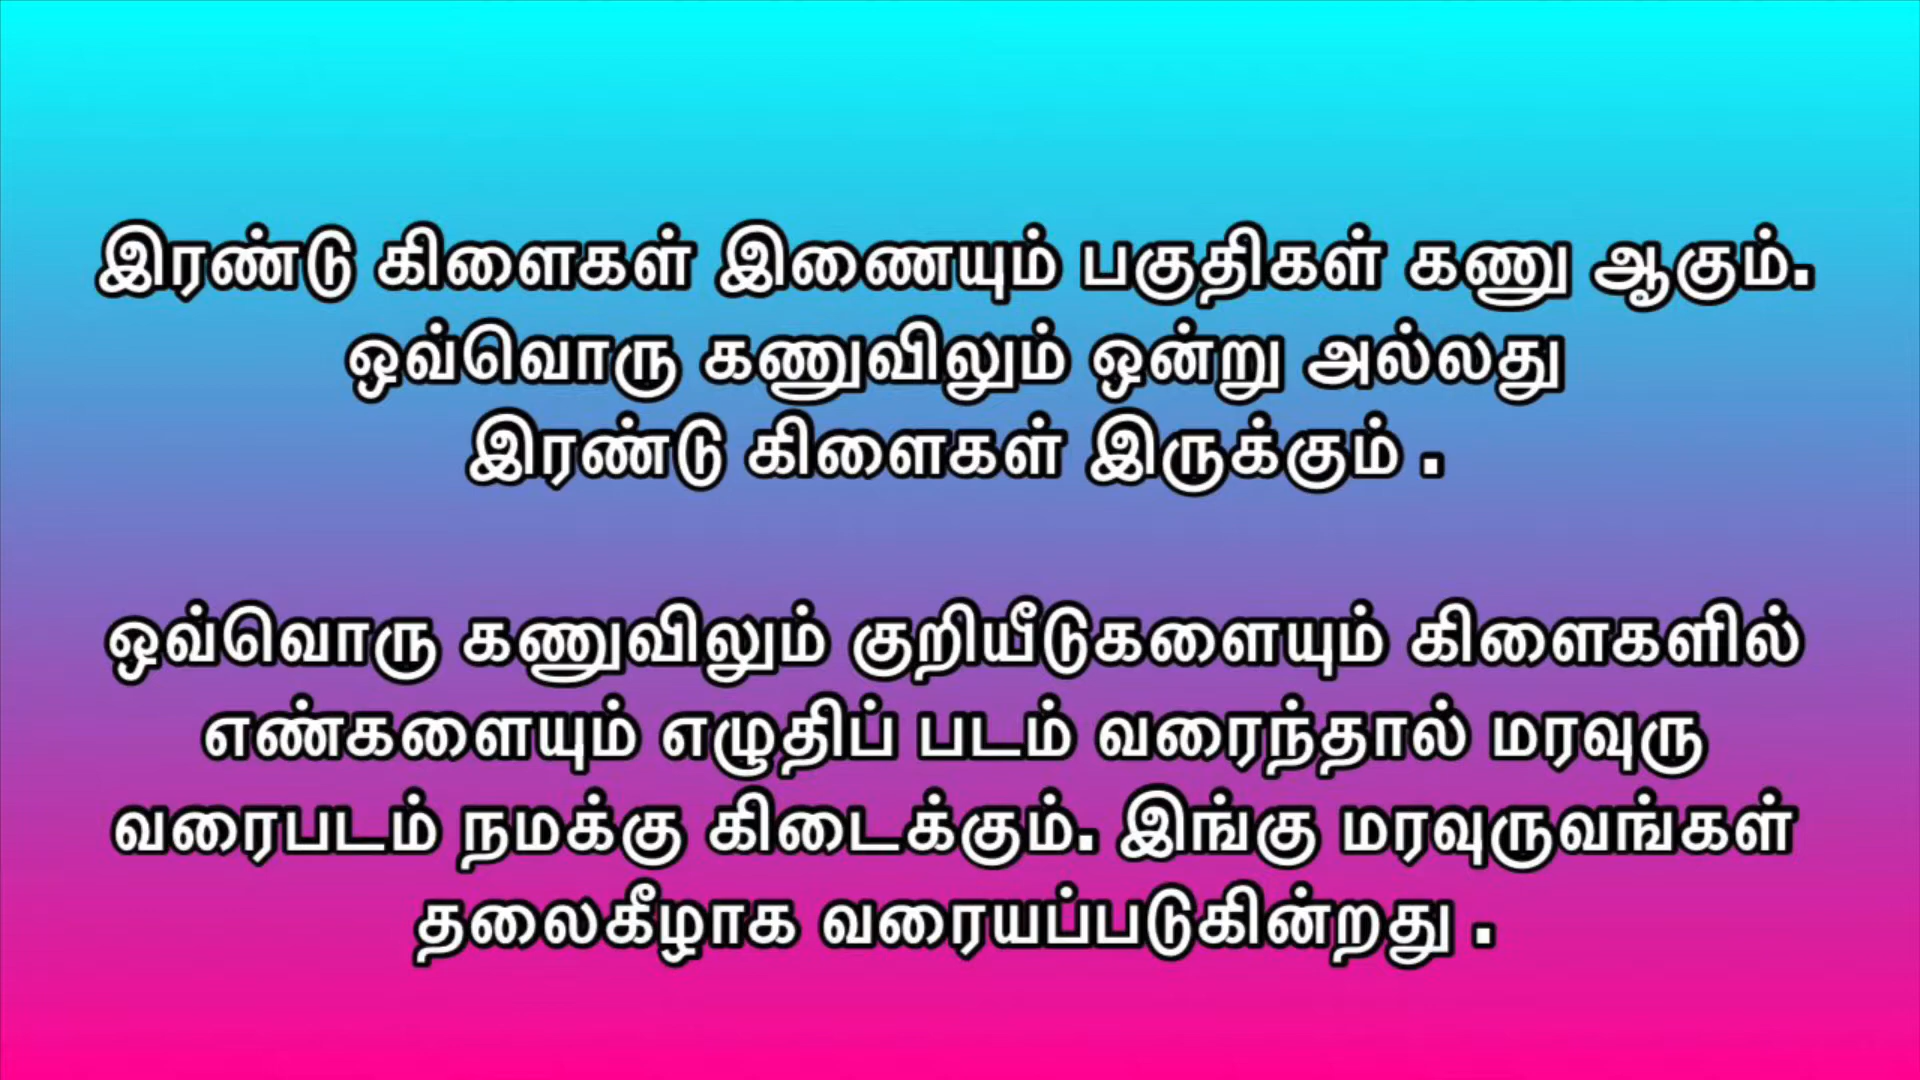 இரண்டு கிளைகள் இணையும் பகுதிகள் கணு ஆகும்.
ஒவ்வொரு கணுவிலும் ஒன்று அல்லது
இரண்டு கிளைகள் இருக்கும் .
ஒவ்வொரு கணுவிலும் குறியீடுகளையும் கிளைகளில்
எண்களையும் எழுதிப் படம் வரைந்தால் மரவுரு
வரைபடம் நமக்கு கிடைக்கும். இங்கு மரவுருவங்கள்
தலைகீழாக வரையப்படுகின்றது .